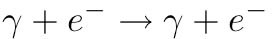 γ + e⁻ → γ + e⁻